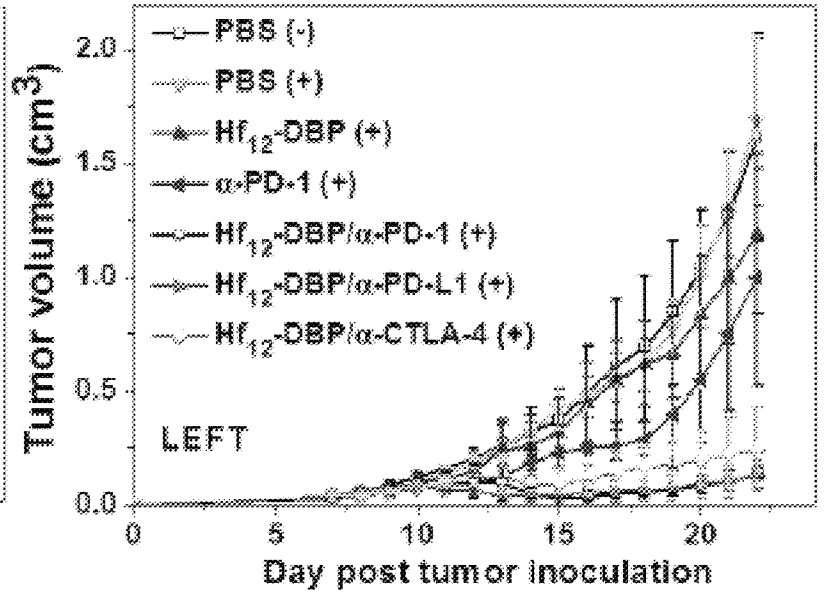 Tumor volume (cm³)
2.0
1.5
1.0
0.5
0.0
PBS (-)
PBS (+)
Hf₁₂-DBP (+)
α-PD-1 (+)
Hf₁₂-DBP/α-PD-1 (+)
Hf₁₂-DBP/α-PD-L1 (+)
Hf₁₂-DBP/α-CTLA-4 (+)
LEFT
0 5 10 15 20
Day post tumor inoculation